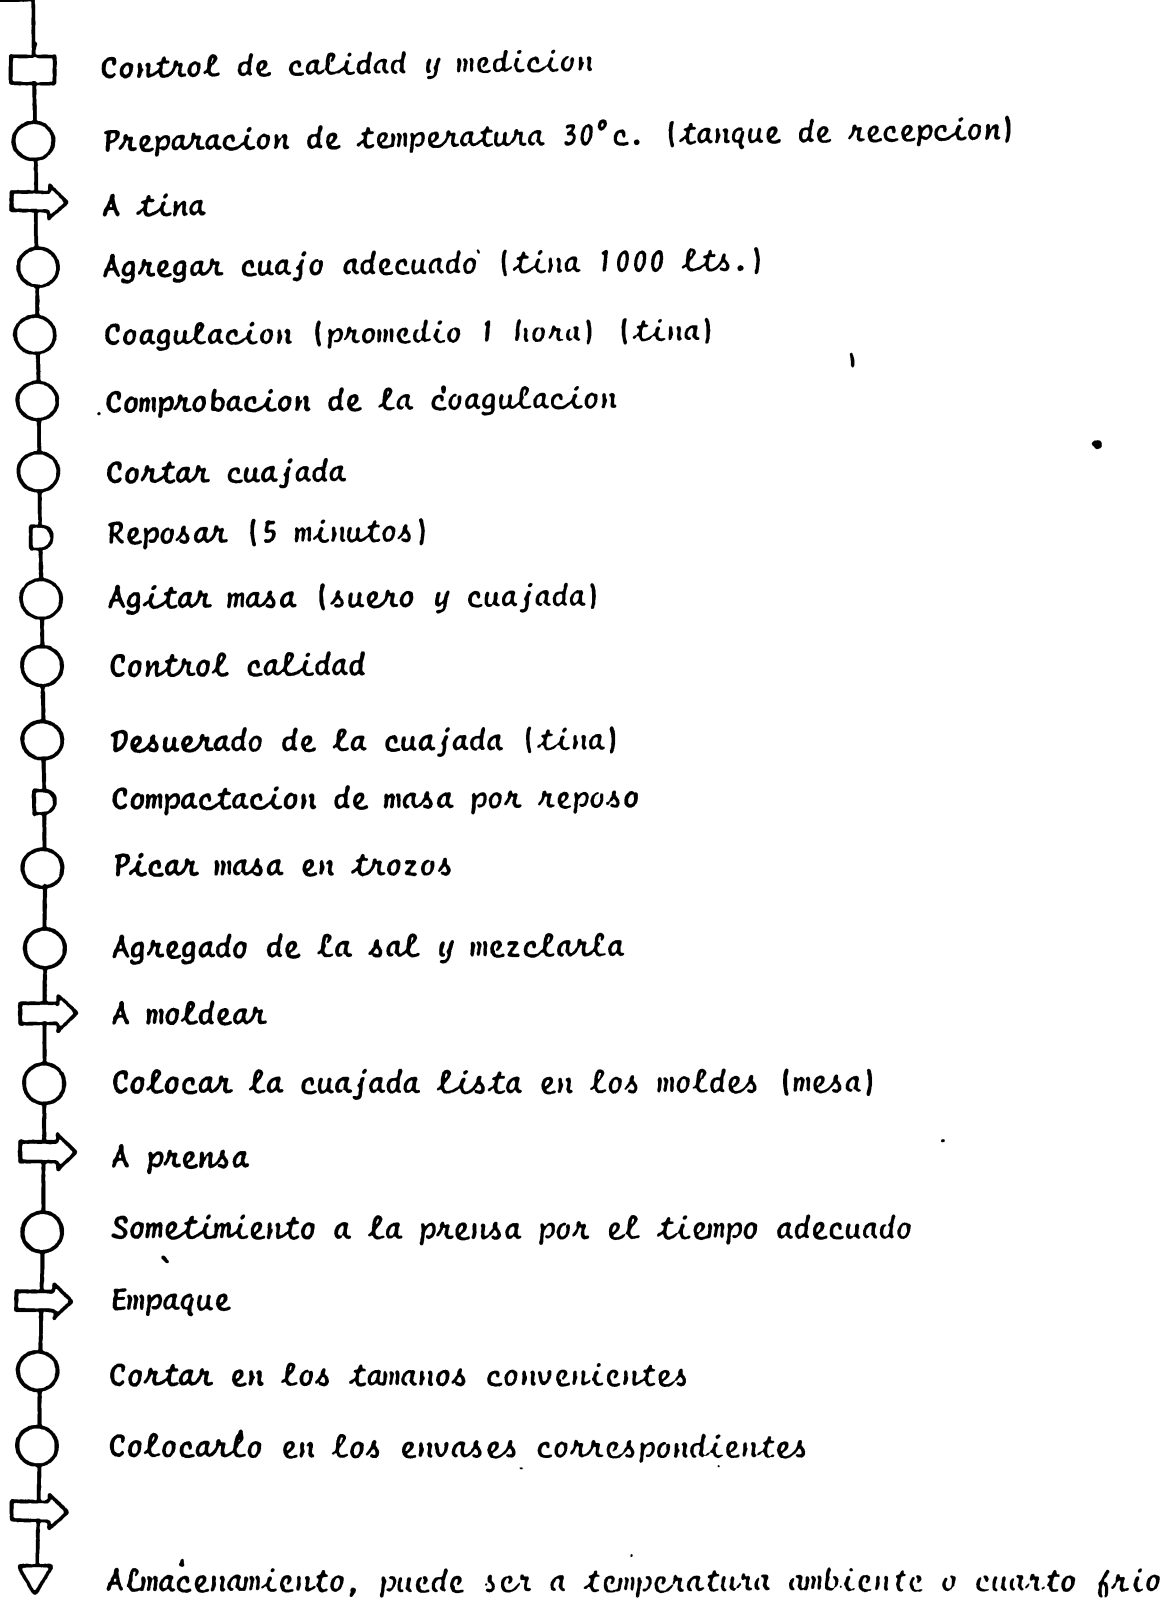 Control de calidad y medicion
Preparacion de temperatura 30°c. (tanque de recepcion)
A tina
Agregar cuajo adecuado (tina 1000 lts.)
Coagulacion (promedio 1 hora) (tina)
Comprobacion de la coagulacion
Cortar cuajada
Reposar (5 minutos)
Agitar masa (suero y cuajada)
Control calidad
Desuerado de la cuajada (tina)
Compactacion de masa por reposo
Picar masa en trozos
Agregado de la sal y mezclarla
A moldear
Colocar la cuajada lista en los moldes (mesa)
A prensa
Sometimiento a la prensa por el tiempo adecuado
Empaque
Cortar en los tamanos convenientes
Colocarlo en los envases correspondientes
Almacenamiento, puede ser a temperatura ambiente o cuarto frio